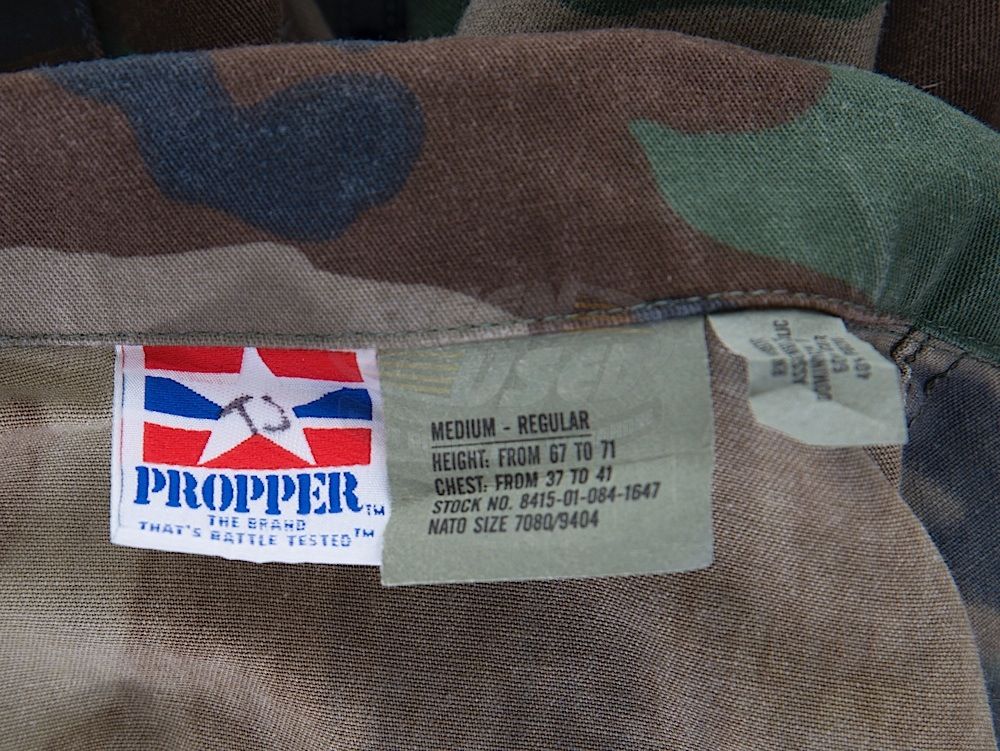 TJ
PROPPER™
THE BRAND
THAT'S BATTLE TESTED™
MEDIUM - REGULAR
HEIGHT: FROM 67 TO 71
CHEST: FROM 37 TO 41
STOCK NO. 8415-01-084-1647
NATO SIZE 7080/9404